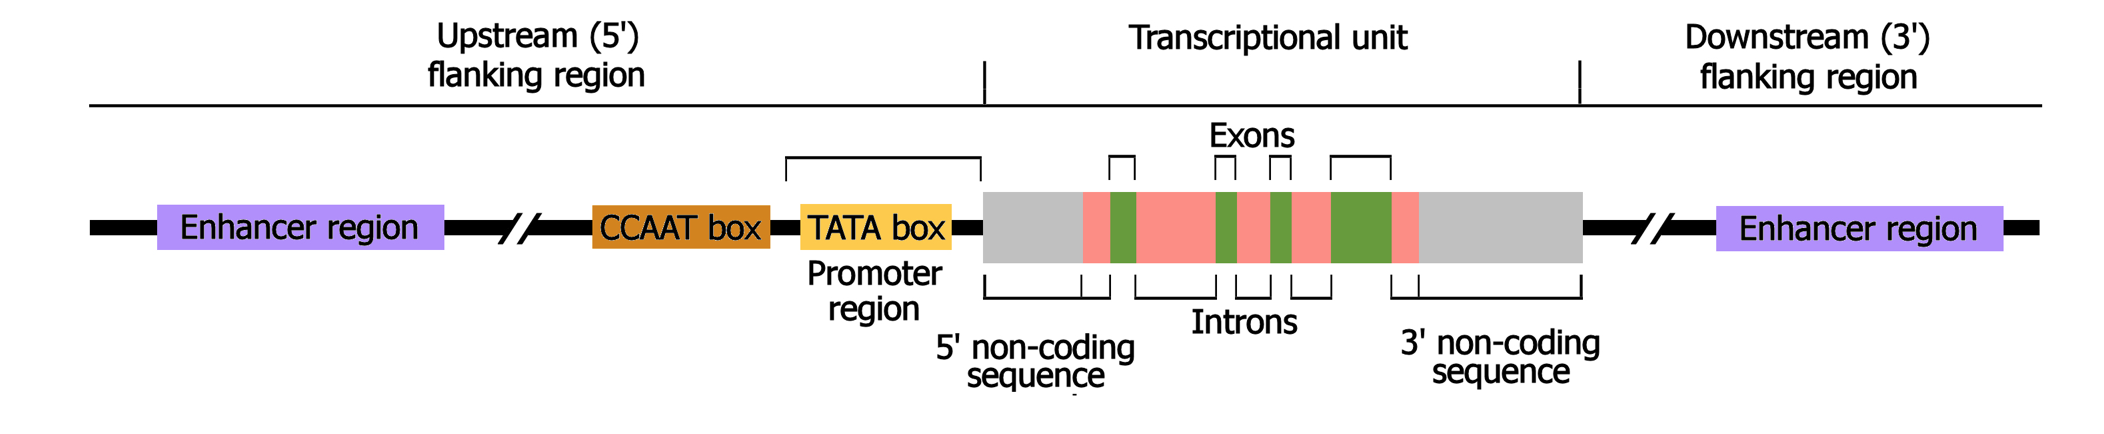 Upstream (5')
flanking region
Transcriptional unit
Downstream (3')
flanking region
Exons
Enhancer region
CCAAT box
TATA box
Enhancer region
Promoter
region
Introns
5' non-coding
sequence
3' non-coding
sequence